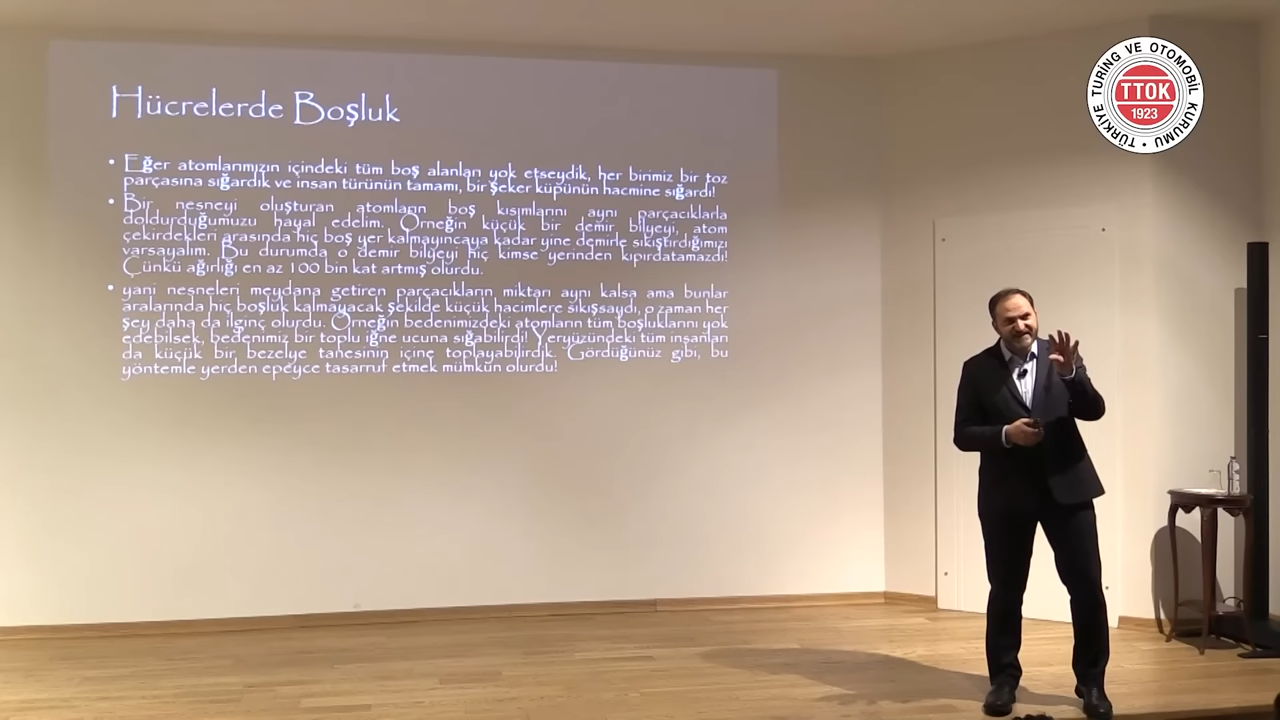 Hücrelerde Boşluk
• Eğer atomlarımızın içindeki tüm boş alanları yok etseydik, her birimiz bir toz
parçasına sığardık ve insan türünün tamamı, bir şeker küpünün hacmine sığardı!
• Bir nesneyi oluşturan atomların boş kısımlarını aynı parçacıklarla
doldurduğumuzu hayal edelim. Örneğin küçük bir demir bilyeyi, atom
çekirdekleri arasında hiç boş yer kalmayıncaya kadar yine demirle sıkıştırdığımızı
varsayalım. Bu durumda o demir bilyeyi hiç kimse yerinden kıpırdatamazdı!
Çünkü ağırlığı en az 100 bin kat artmış olurdu.
• yani nesneleri meydana getiren parçacıkların miktarı aynı kalsa ama bunlar
aralarında hiç boşluk kalmayacak şekilde küçük hacimlere sıkışsaydı, o zaman her
şey daha da ilginç olurdu. Örneğin bedenimizdeki atomların tüm boşluklarını yok
edebilsek, bedenimiz bir toplu iğne ucuna sığabilirdi! Yeryüzündeki tüm insanları
da küçük bir bezelye tanesinin içine toplayabilirdik. Gördüğünüz gibi, bu
yöntemle yerden epeyce tasarruf etmek mümkün olurdu!
TÜRKİYE TURİNG VE OTOMOBİL KURUMU
TTOK
1923